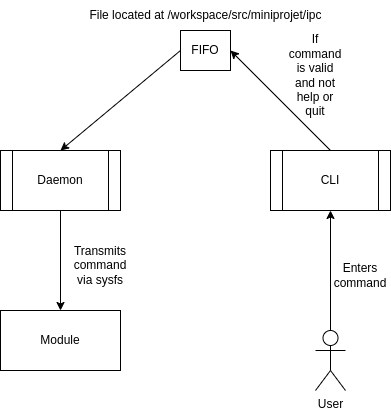 File located at /workspace/src/miniprojet/ipc
FIFO
If
command
is valid
and not
help or
quit
Daemon
CLI
Transmits
command
via sysfs
Enters
command
Module
User